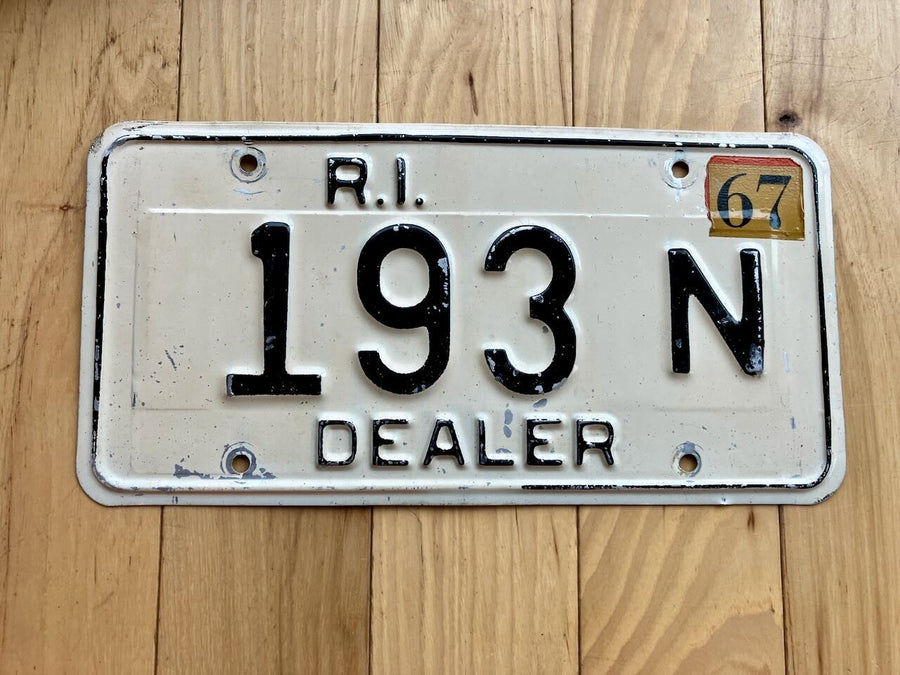 R.I.
67
193 N
DEALER